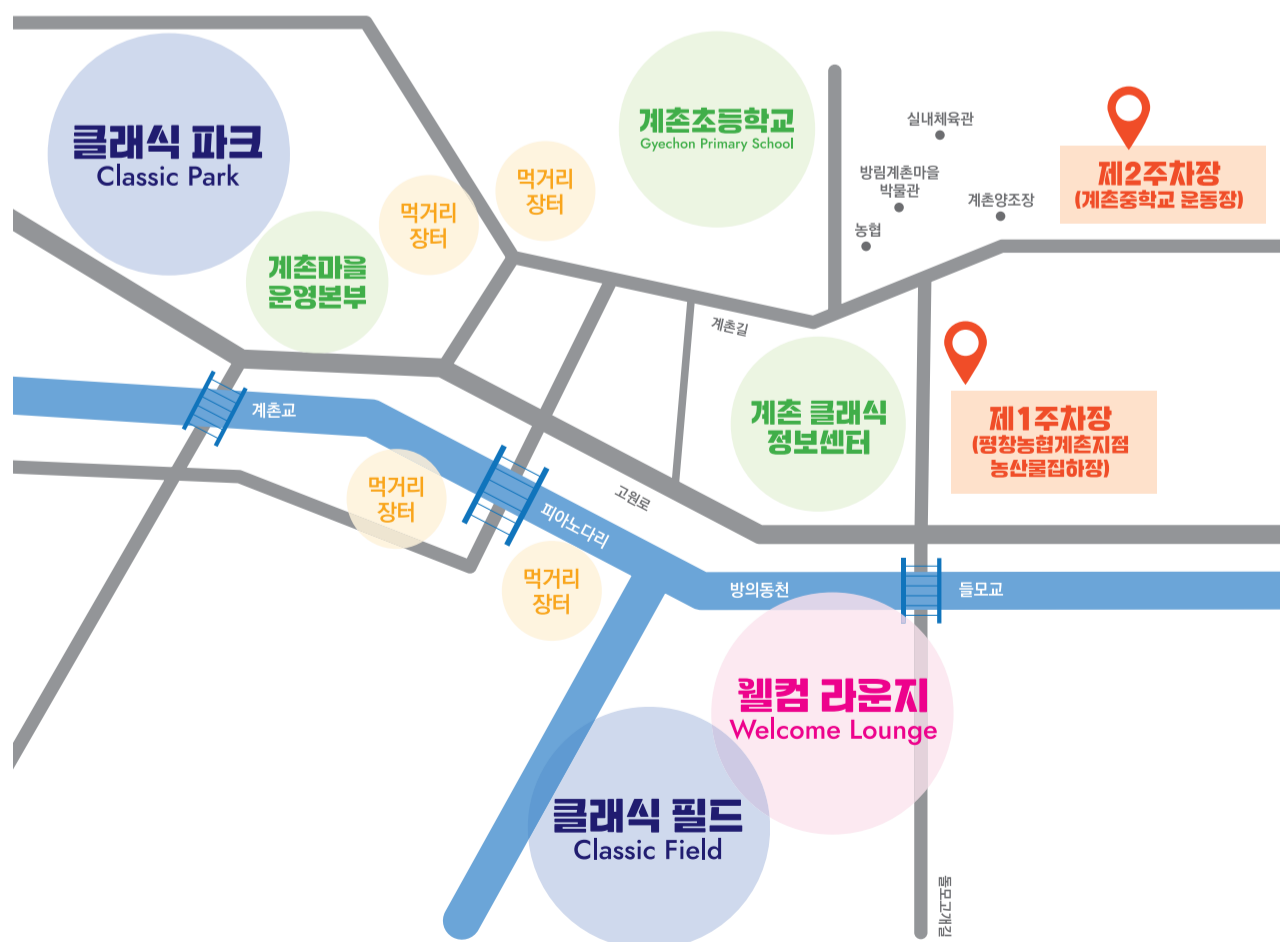 클래식 파크
Classic Park
계촌초등학교
Gyechon Primary School
실내체육관
방림계촌마을
박물관
농협
계촌양조장
제2주차장
(계촌중학교 운동장)
먹거리
장터
먹거리
장터
계촌마을
운영본부
계촌길
계촌교
계촌 클래식
정보센터
제1주차장
(평창농협계촌지점
농산물집하장)
먹거리
장터
고원로
피아노다리
먹거리
장터
방의동천
들모교
웰컴 라운지
Welcome Lounge
클래식 필드
Classic Field
돌모고개길